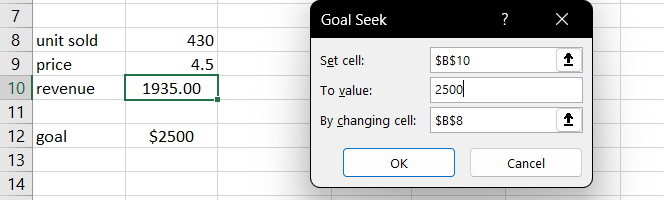 7
8 unit sold 430
9 price 4.5
10 revenue 1935.00
11
12 goal $2500
13
14
Goal Seek ? ×
Set cell: $B$10
To value: 2500
By changing cell: $B$8
OK Cancel